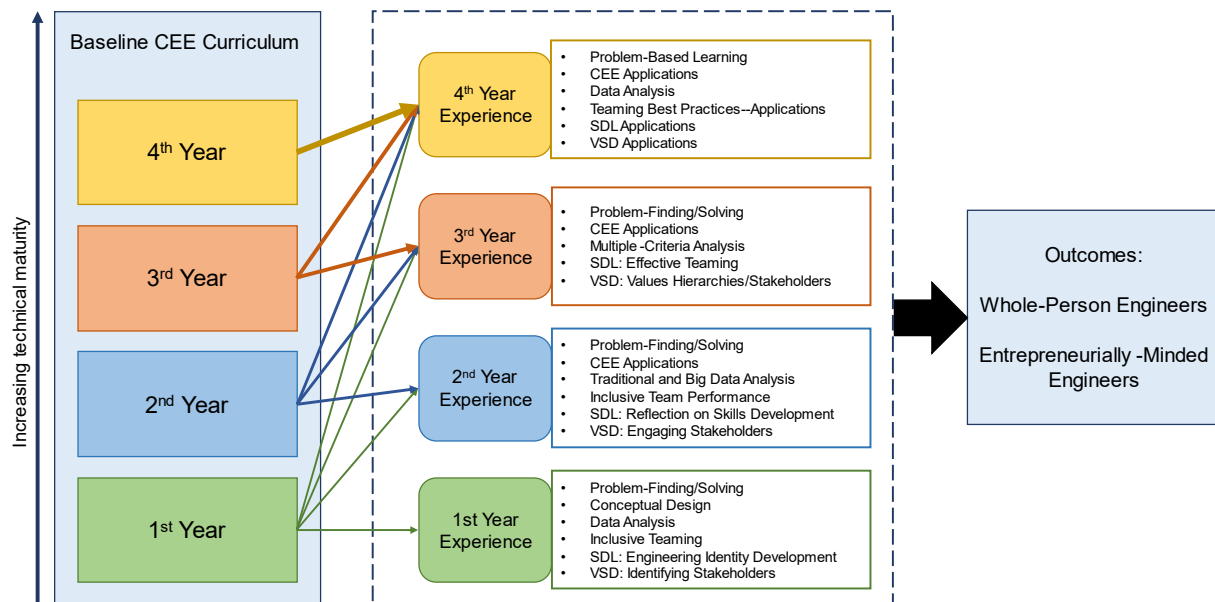 Increasing technical maturity
Baseline CEE Curriculum
4th Year
3rd Year
2nd Year
1st Year
4th Year
Experience
• Problem-Based Learning
• CEE Applications
• Data Analysis
• Teaming Best Practices--Applications
• SDL Applications
• VSD Applications
3rd Year
Experience
• Problem-Finding/Solving
• CEE Applications
• Multiple-Criteria Analysis
• SDL: Effective Teaming
• VSD: Values Hierarchies/Stakeholders
2nd Year
Experience
• Problem-Finding/Solving
• CEE Applications
• Traditional and Big Data Analysis
• Inclusive Team Performance
• SDL: Reflection on Skills Development
• VSD: Engaging Stakeholders
1st Year
Experience
• Problem-Finding/Solving
• Conceptual Design
• Data Analysis
• Inclusive Teaming
• SDL: Engineering Identity Development
• VSD: Identifying Stakeholders
Outcomes:
Whole-Person Engineers
Entrepreneurially-Minded
Engineers